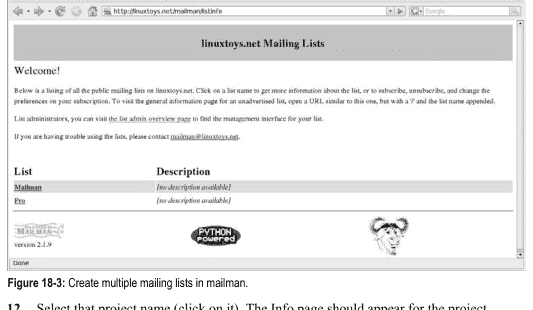 http://linuxtoys.net/mailman/listinfo
Google
linuxtoys.net Mailing Lists
Welcome!
Below is a listing of all the public mailing lists on linuxtoys.net. Click on a list name to get more information about the list, or to subscribe, unsubscribe, and change the
preferences on your subscription. To visit the general information page for an unadvertised list, open a URL similar to this one, but with a '/' and the list name appended.
List administrators, you can visit the list admin overview page to find the management interface for your list.
If you are having trouble using the lists, please contact mailman@linuxtoys.net.
List Description
Mailman [no description available]
Pro [no description available]
MAILMAN
PYTHON
Powered
version 2.1.9
Done
Figure 18-3: Create multiple mailing lists in mailman.
12. Select that project name (click on it). The Info page should appear for the project